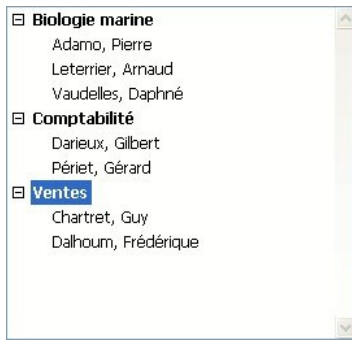 Biologie marine
Adamo, Pierre
Leterrier, Arnaud
Vaudelles, Daphné
Comptabilité
Darieux, Gilbert
Périet, Gérard
Ventes
Chartret, Guy
Dalhoum, Frédérique